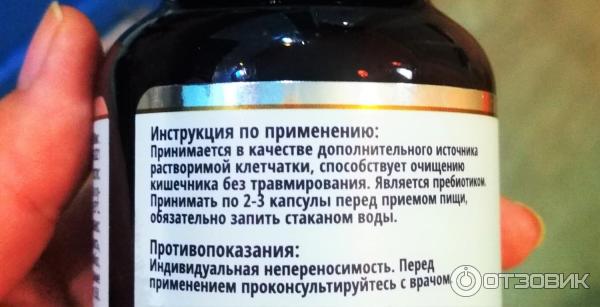 Инструкция по применению:
Принимается в качестве дополнительного источника
растворимой клетчатки, способствует очищению
кишечника без травмирования. Является пребиотиком.
Принимать по 2-3 капсулы перед приемом пищи,
обязательно запить стаканом воды.
Противопоказания:
Индивидуальная непереносимость. Перед
применением проконсультируйтесь с врачом.
ОТЗОВИК